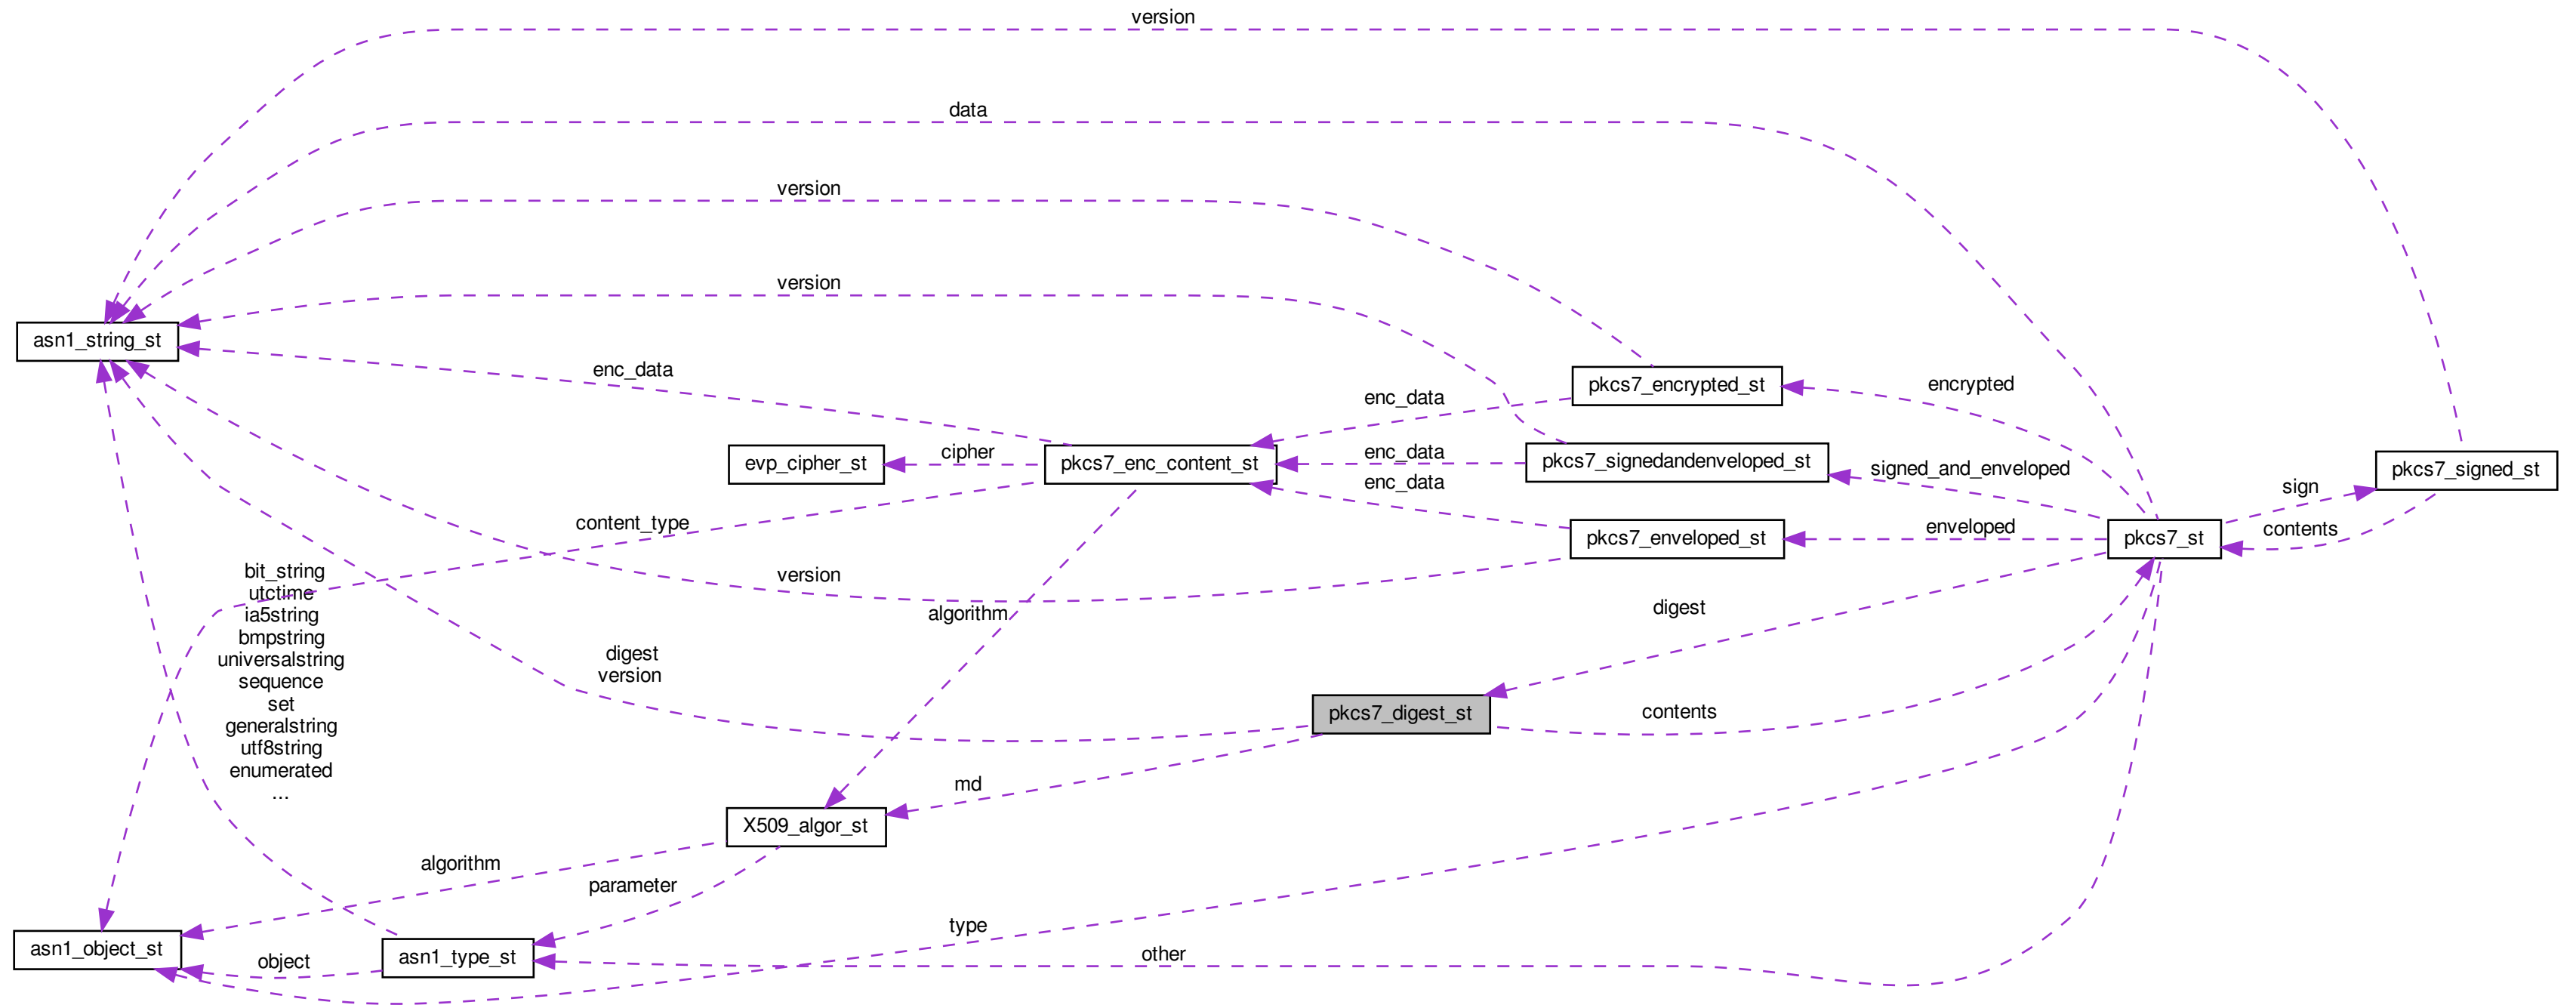 version
data
version
version
asn1_string_st
enc_data
pkcs7_encrypted_st
encrypted
enc_data
evp_cipher_st
cipher
pkcs7_enc_content_st
enc_data
pkcs7_signedandenveloped_st
signed_and_enveloped
pkcs7_signed_st
enc_data
sign
content_type
pkcs7_enveloped_st
enveloped
pkcs7_st
contents
version
bit_string
utctime
ia5string
bmpstring
universalstring
sequence
set
generalstring
utf8string
enumerated
...
algorithm
digest
digest
version
pkcs7_digest_st
contents
md
X509_algor_st
algorithm
parameter
type
asn1_object_st
object
asn1_type_st
other